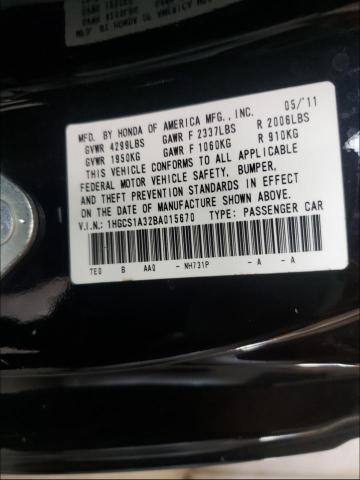 MFD. BY HONDA OF AMERICA MFG., INC. 05/'11
GVWR 4299LBS GAWR F 2337LBS R 2006LBS
GVWR 1950KG GAWR F 1060KG R 910KG
THIS VEHICLE CONFORMS TO ALL APPLICABLE
FEDERAL MOTOR VEHICLE SAFETY, BUMPER,
AND THEFT PREVENTION STANDARDS IN EFFECT
ON THE DATE OF MANUFACTURE SHOWN ABOVE.
V.I.N.: 1HGCS1A32BA015670 TYPE: PASSENGER CAR
TE0 B AA0 - NH731P - A - A